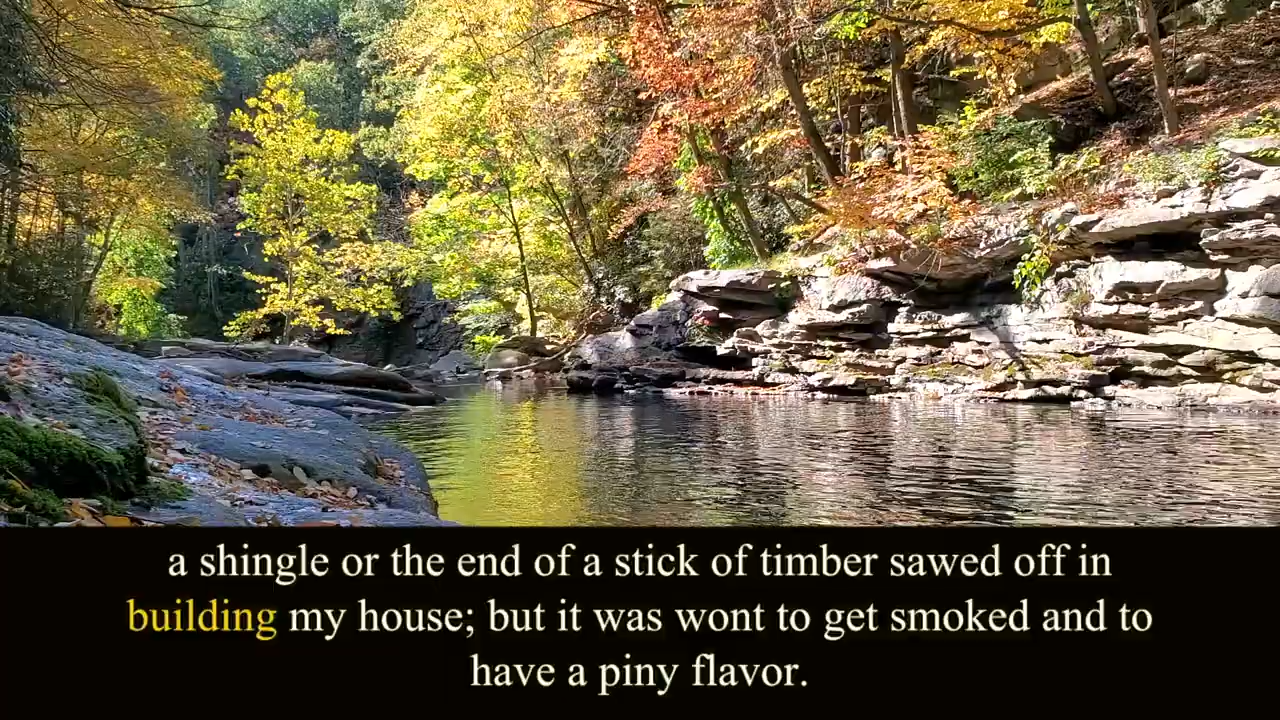 a shingle or the end of a stick of timber sawed off in
building my house; but it was wont to get smoked and to
have a piny flavor.